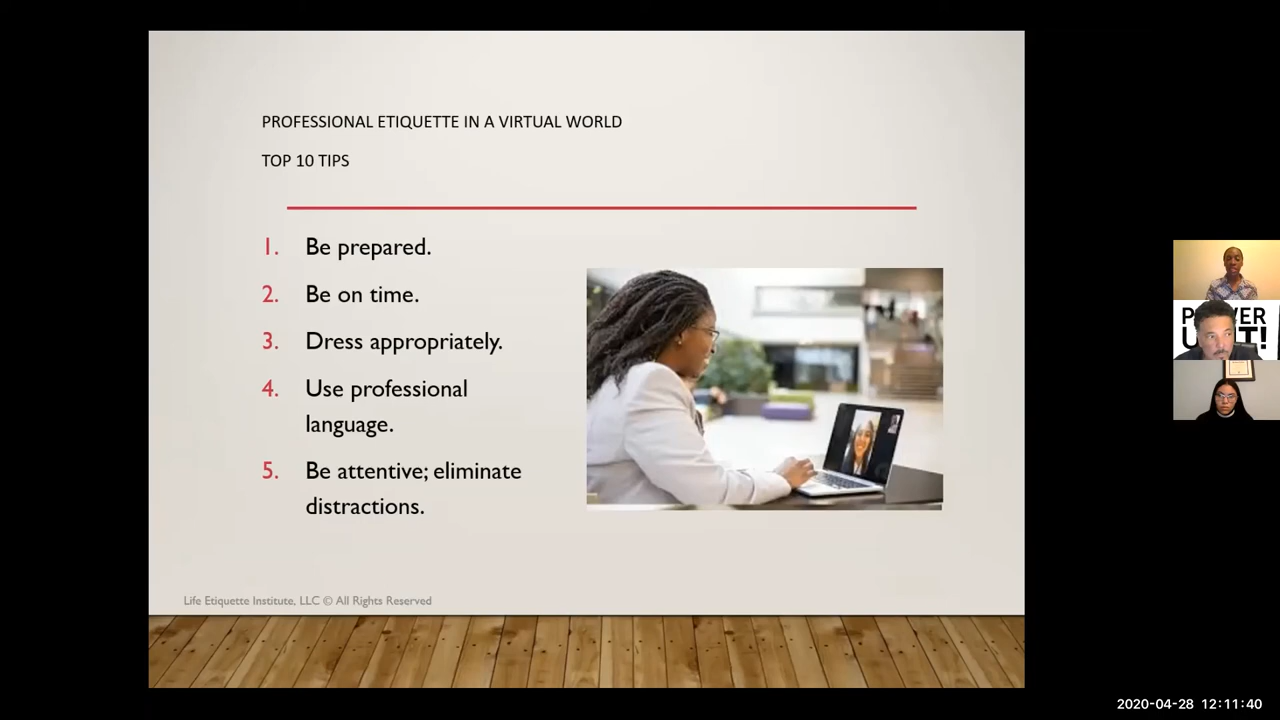 PROFESSIONAL ETIQUETTE IN A VIRTUAL WORLD
TOP 10 TIPS
1. Be prepared.
2. Be on time.
3. Dress appropriately.
4. Use professional
language.
5. Be attentive; eliminate
distractions.
Life Etiquette Institute, LLC © All Rights Reserved
2020-04-28 12:11:40